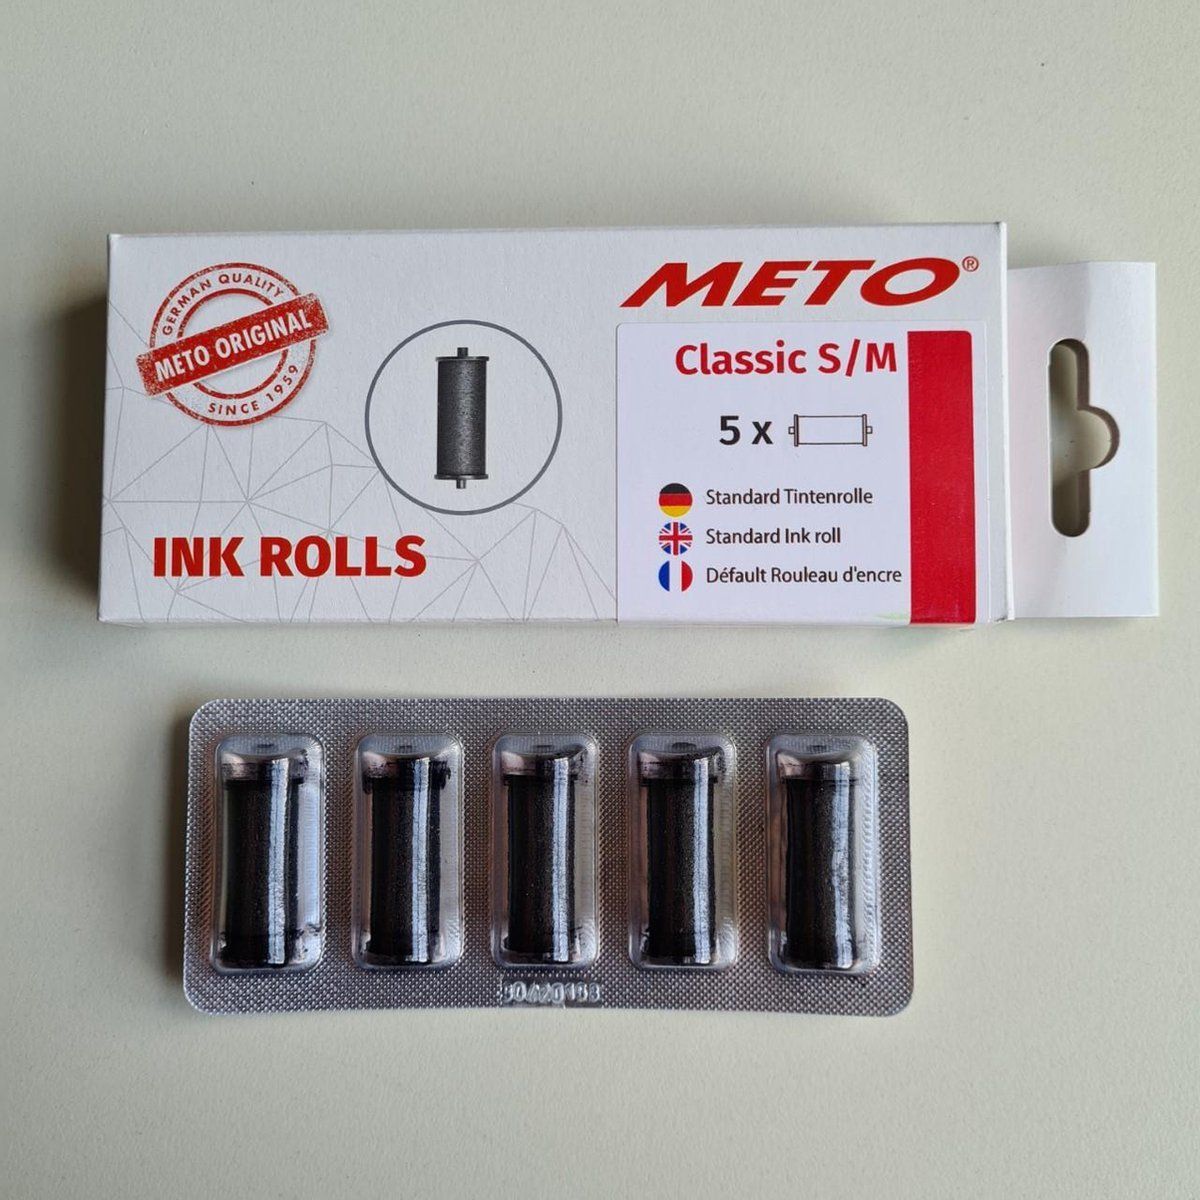 GERMAN QUALITY
METO ORIGINAL
SINCE 1959
METO®
Classic S/M
5 x
Standard Tintenrolle
Standard Ink roll
Défault Rouleau d'encre
INK ROLLS